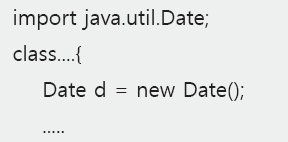 import java.util.Date;
class....{
Date d = new Date();
.....